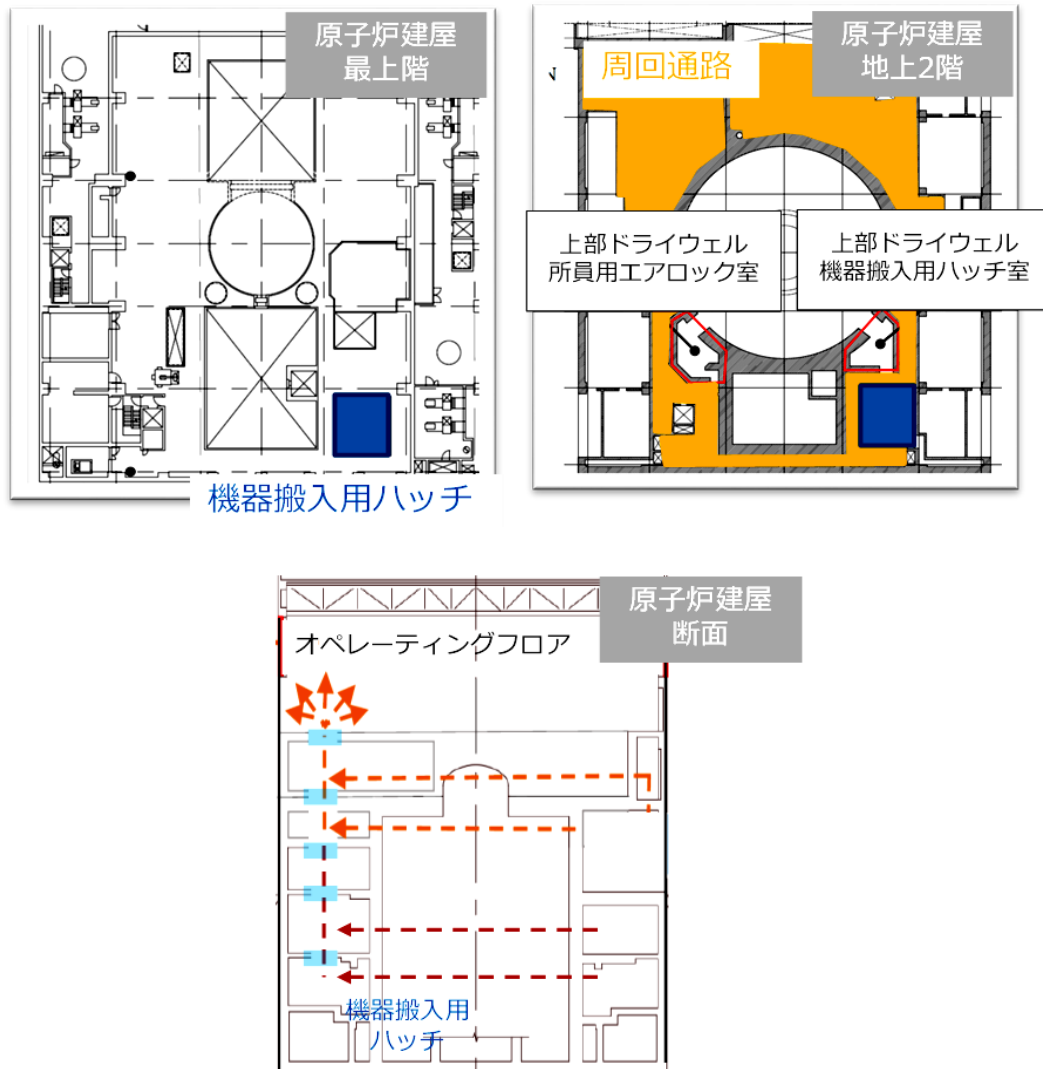 原子炉建屋
最上階
機器搬入用ハッチ
周回通路
原子炉建屋
地上2階
上部ドライウェル
所員用エアロック室
上部ドライウェル
機器搬入用ハッチ室
原子炉建屋
断面
オペレーティングフロア
機器搬入用
ハッチ